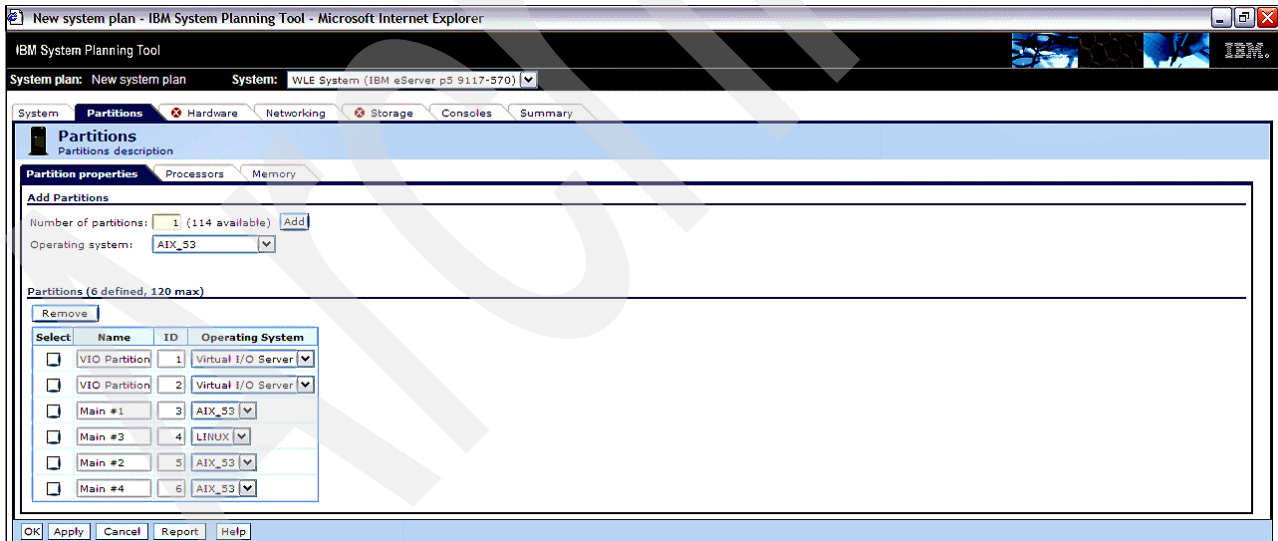 New system plan - IBM System Planning Tool - Microsoft Internet Explorer
IBM System Planning Tool
IBM.
System plan: New system plan System: WLE System (IBM eServer p5 9117-570)
System Partitions Hardware Networking Storage Consoles Summary
Partitions
Partitions description
Partition properties Processors Memory
Add Partitions
Number of partitions: 1 (114 available) Add
Operating system: AIX_53
Partitions (6 defined, 120 max)
Remove
Select Name ID Operating System
VIO Partition 1 Virtual I/O Server
VIO Partition 2 Virtual I/O Server
Main #1 3 AIX_53
Main #3 4 LINUX
Main #2 5 AIX_53
Main #4 6 AIX_53
OK Apply Cancel Report Help